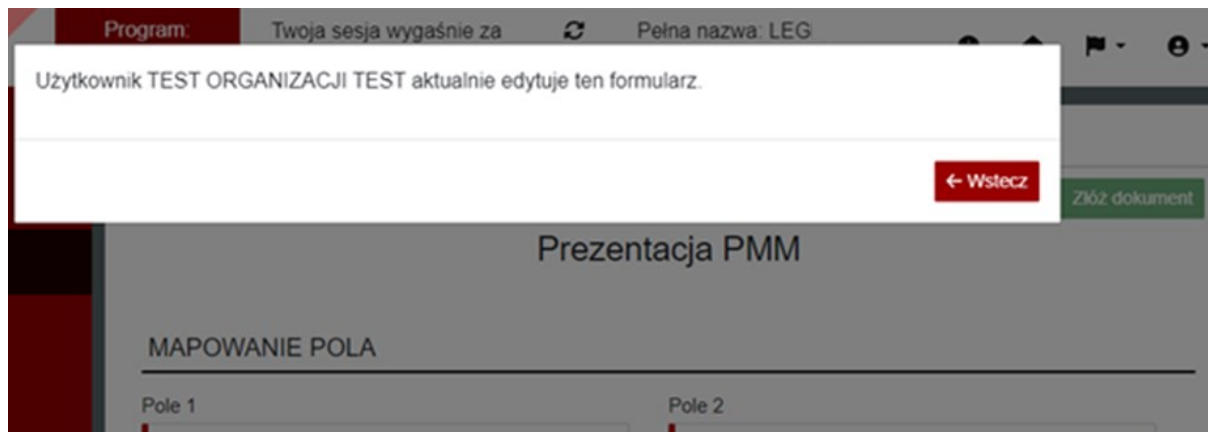 Program: Twoja sesja wygaśnie za Pełna nazwa: LEG
Użytkownik TEST ORGANIZACJI TEST aktualnie edytuje ten formularz.
← Wstecz
Złóż dokument
Prezentacja PMM
MAPOWANIE POLA
Pole 1 Pole 2